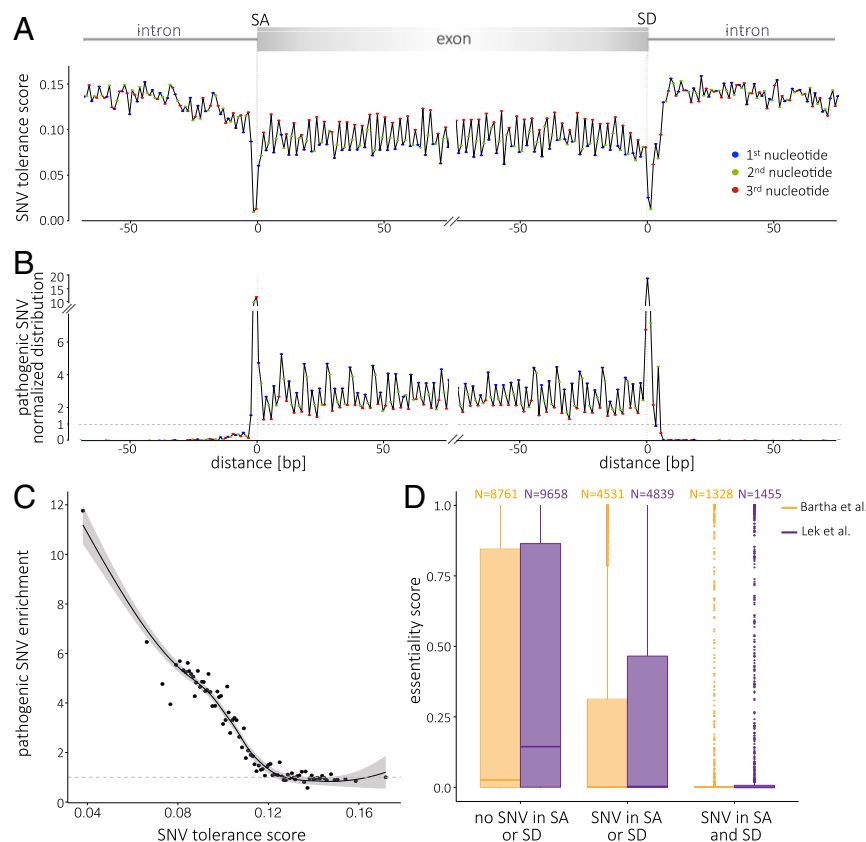 A
SA
SD
intron
exon
intron
SNV tolerance score
0.15
0.10
0.05
0.00
1st nucleotide
2nd nucleotide
3rd nucleotide
-50
0
//
-50
0
50
B
pathogenic SNV
normalized distribution
20
15
10
//
6
4
2
1
0
-50
0
//
-50
0
50
distance [bp]
distance [bp]
C
pathogenic SNV enrichment
12
10
8
6
4
2
1
0
0.04
0.08
0.12
0.16
SNV tolerance score
D
N=8761 N=9658
N=4531 N=4839
N=1328 N=1455
Bartha et al.
Lek et al.
essentiality score
1.0
0.75
0.50
0.25
0.0
no SNV in SA
or SD
SNV in SA
or SD
SNV in SA
and SD